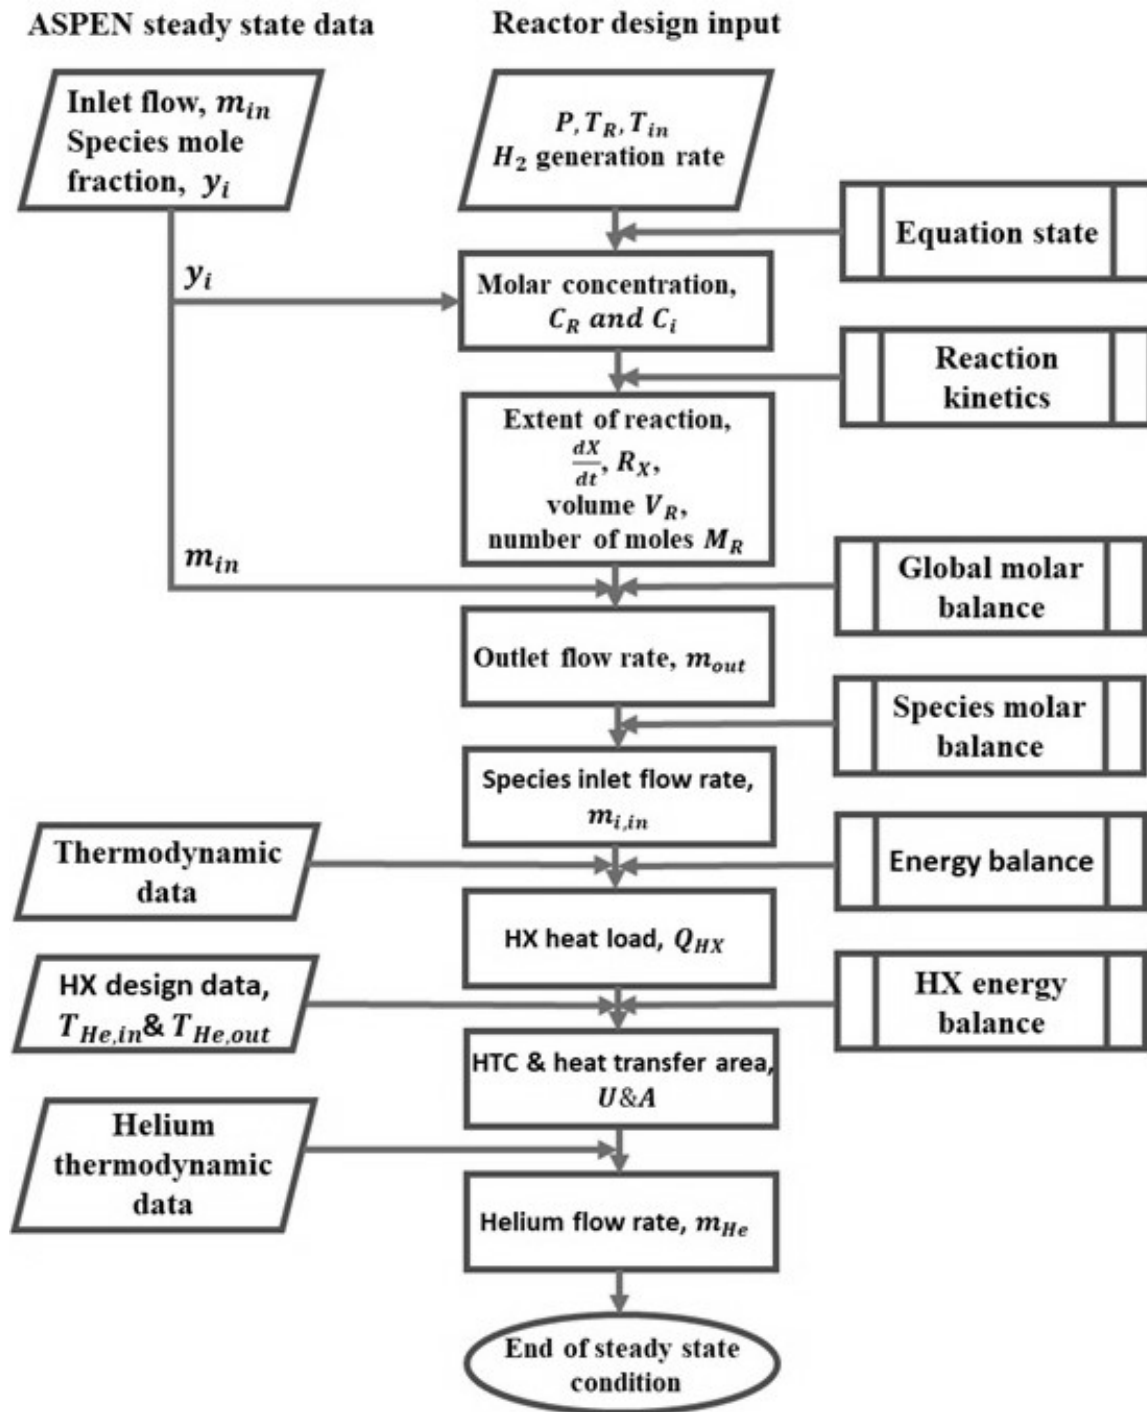 ASPEN steady state data
Reactor design input
Inlet flow, m_in
Species mole
fraction, y_i
P, T_R, T_in
H_2 generation rate
Equation state
y_i
Molar concentration,
C_R and C_i
Reaction
kinetics
Extent of reaction,
dX/dt, R_X,
volume V_R,
number of moles M_R
m_in
Global molar
balance
Outlet flow rate, m_out
Species molar
balance
Species inlet flow rate,
m_i,in
Thermodynamic
data
Energy balance
HX heat load, Q_HX
HX design data,
T_He,in & T_He,out
HX energy
balance
HTC & heat transfer area,
U&A
Helium
thermodynamic
data
Helium flow rate, m_He
End of steady state
condition